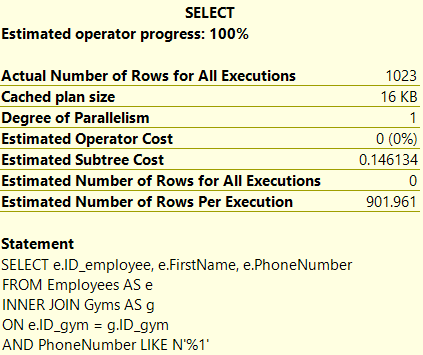 SELECT
Estimated operator progress: 100%
Actual Number of Rows for All Executions 1023
Cached plan size 16 KB
Degree of Parallelism 1
Estimated Operator Cost 0 (0%)
Estimated Subtree Cost 0.146134
Estimated Number of Rows for All Executions 0
Estimated Number of Rows Per Execution 901.961
Statement
SELECT e.ID_employee, e.FirstName, e.PhoneNumber
FROM Employees AS e
INNER JOIN Gyms AS g
ON e.ID_gym = g.ID_gym
AND PhoneNumber LIKE N'%1'